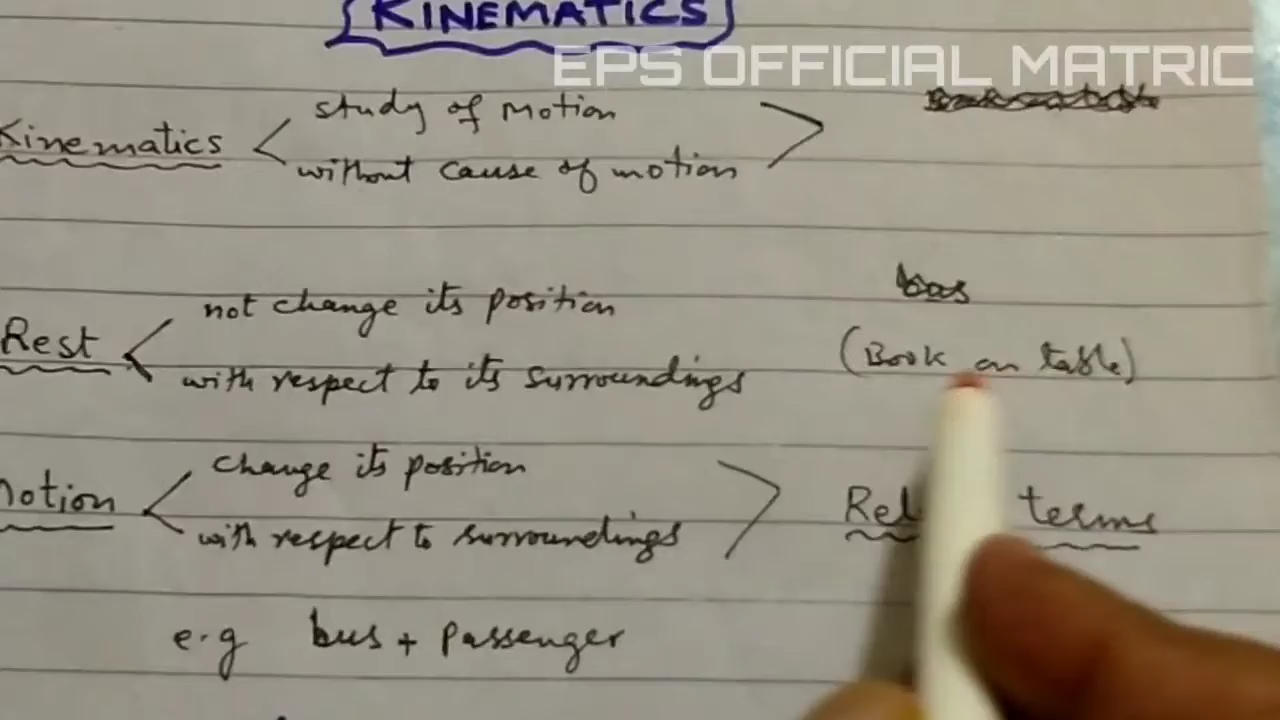 KINEMATICS
EPS OFFICIAL MATRIC
Kinematics
study of motion
without cause of motion
Rest
not change its position
with respect to its surroundings
(Book on table)
Motion
change its position
with respect to surroundings
terms
e.g bus + passenger